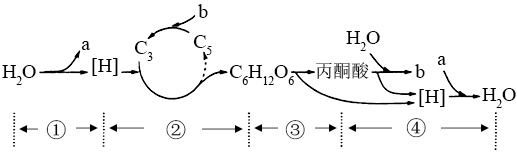 b
H₂O
a
a
C₃
C₅
H₂O
[H]
C₆H₁₂O₆
丙酮酸
b
[H]
H₂O
①
②
③
④